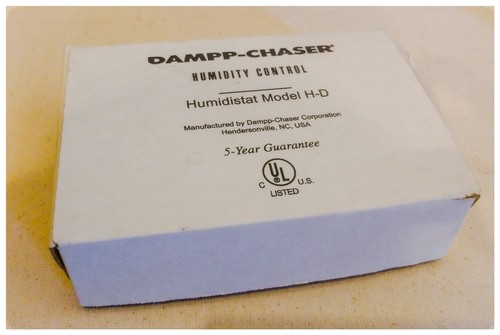 DAMPP-CHASER®
HUMIDITY CONTROL
Humidistat Model H-D
Manufactured by Dampp-Chaser Corporation
Hendersonville, NC, USA
5-Year Guarantee
UL®
C U.S.
LISTED